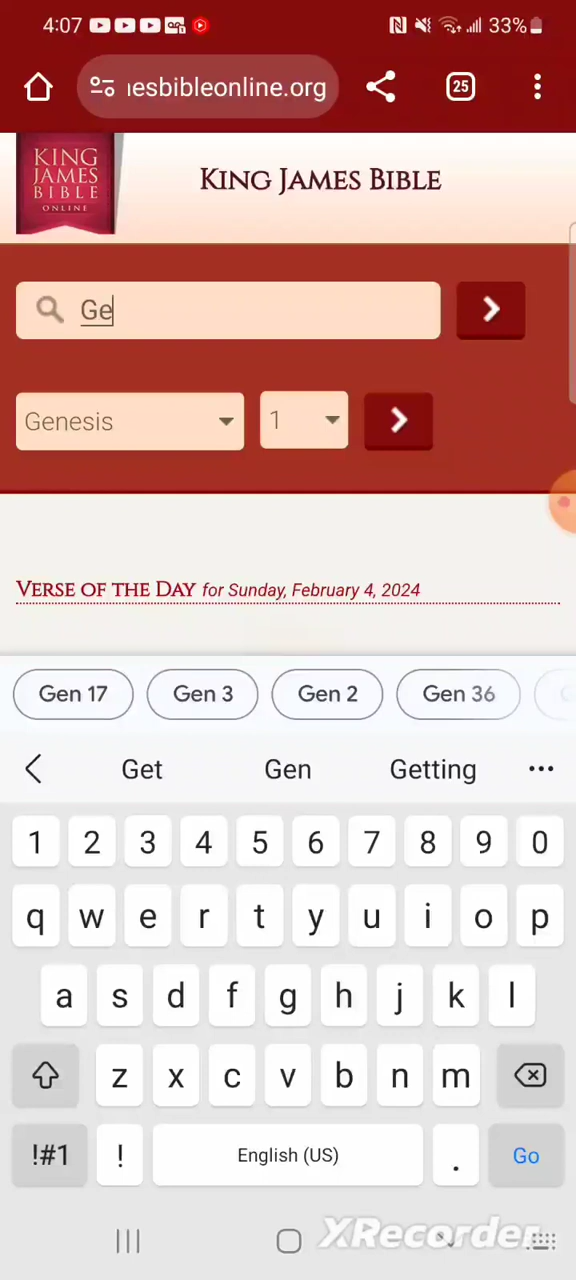 4:07 33%
nesbibleonline.org 25
KING
JAMES
BIBLE
ONLINE
KING JAMES BIBLE
Ge
Genesis 1
VERSE OF THE DAY for Sunday, February 4, 2024
Gen 17 Gen 3 Gen 2 Gen 36
Get Gen Getting ...
1 2 3 4 5 6 7 8 9 0
q w e r t y u i o p
a s d f g h j k l
z x c v b n m
!#1 ! English (US) . Go
XRecorder